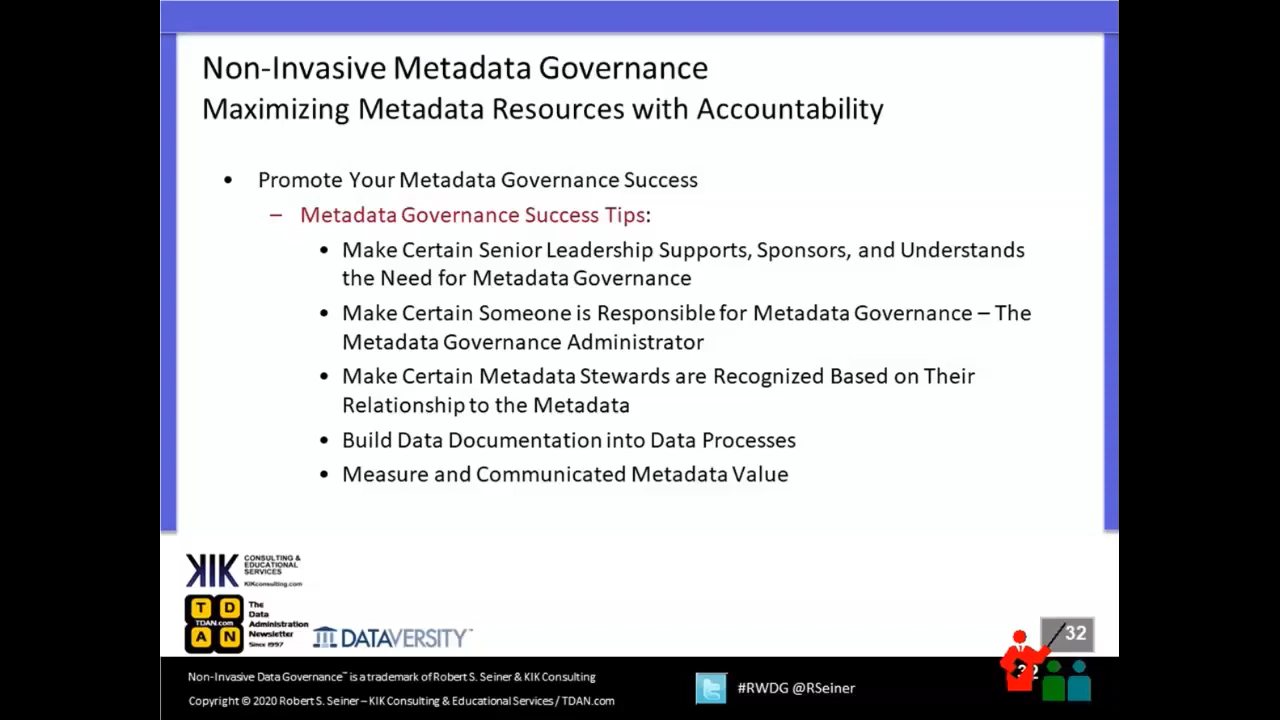 Non-Invasive Metadata Governance
Maximizing Metadata Resources with Accountability
• Promote Your Metadata Governance Success
– Metadata Governance Success Tips:
• Make Certain Senior Leadership Supports, Sponsors, and Understands
the Need for Metadata Governance
• Make Certain Someone is Responsible for Metadata Governance – The
Metadata Governance Administrator
• Make Certain Metadata Stewards are Recognized Based on Their
Relationship to the Metadata
• Build Data Documentation into Data Processes
• Measure and Communicated Metadata Value
KIK
CONSULTING &
EDUCATIONAL
SERVICES
KIKconsulting.com
T D
TDAN.com
A N
The
Data
Administration
Newsletter
Since 1997
DATAVERSITY™
32
Non-Invasive Data Governance™ is a trademark of Robert S. Seiner & KIK Consulting
Copyright © 2020 Robert S. Seiner – KIK Consulting & Educational Services / TDAN.com
#RWDG @RSeiner